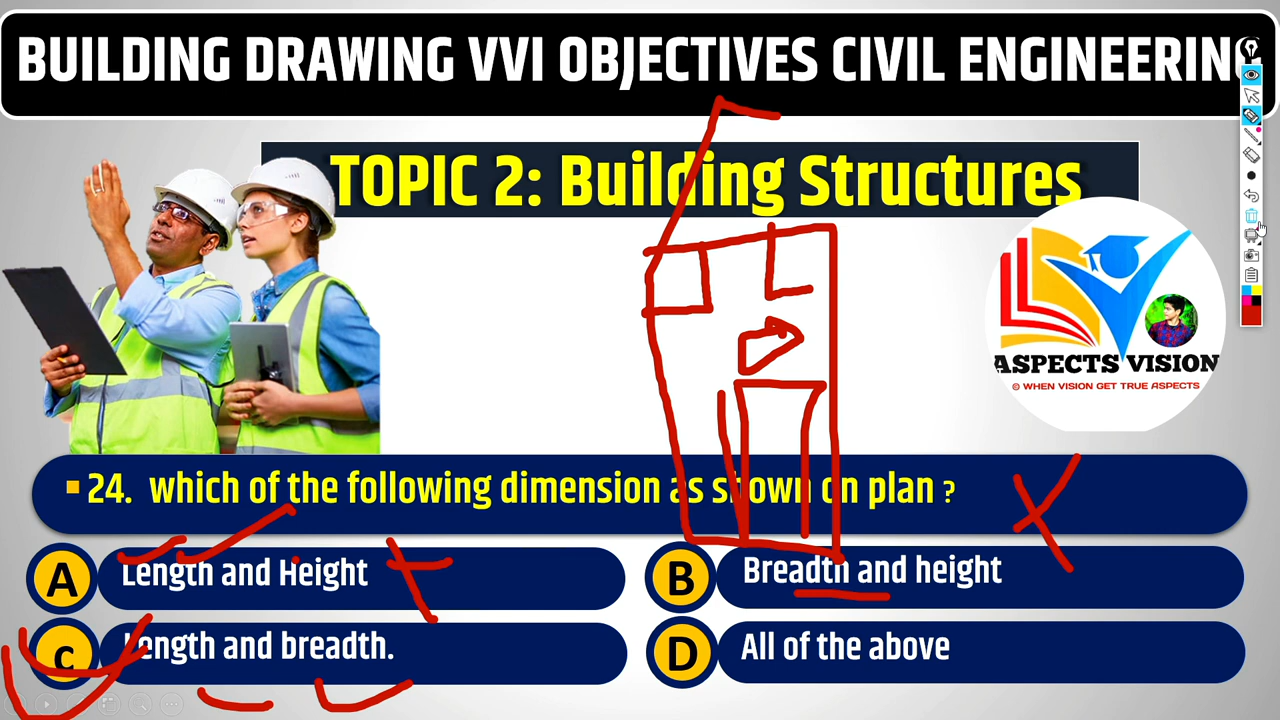 BUILDING DRAWING VVI OBJECTIVES CIVIL ENGINEERING
TOPIC 2: Building Structures
ASPECTS VISION
© WHEN VISION GET TRUE ASPECTS
24. which of the following dimension as shown on plan ?
A Length and Height
B Breadth and height
C Length and breadth.
D All of the above